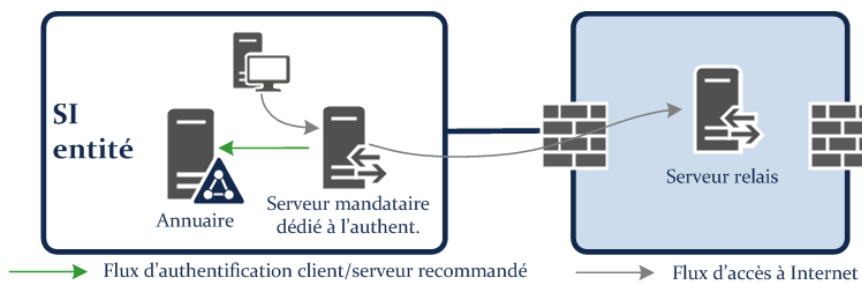 SI
entité
Annuaire
Serveur mandataire
dédié à l'authent.
Serveur relais
Flux d'authentification client/serveur recommandé
Flux d'accès à Internet